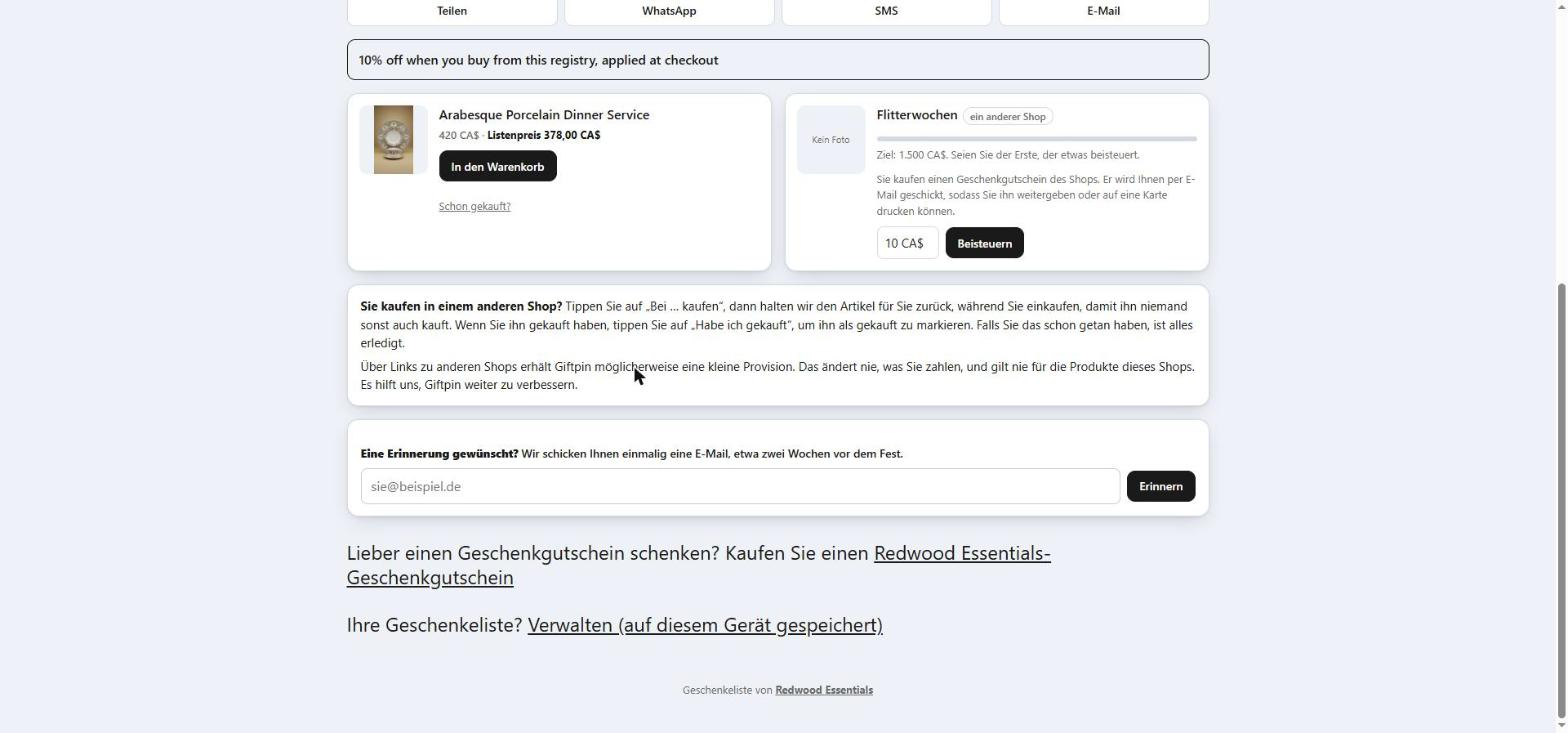 Teilen
WhatsApp
SMS
E-Mail
10% off when you buy from this registry, applied at checkout
Arabesque Porcelain Dinner Service
420 CA$ · Listenpreis 378,00 CA$
In den Warenkorb
Schon gekauft?
Kein Foto
Flitterwochen ein anderer Shop
Ziel: 1.500 CA$. Seien Sie der Erste, der etwas beisteuert.
Sie kaufen einen Geschenkgutschein des Shops. Er wird Ihnen per E-
Mail geschickt, sodass Sie ihn weitergeben oder auf eine Karte
drucken können.
10 CA$
Beisteuern
Sie kaufen in einem anderen Shop? Tippen Sie auf „Bei … kaufen“, dann halten wir den Artikel für Sie zurück, während Sie einkaufen, damit ihn niemand
sonst auch kauft. Wenn Sie ihn gekauft haben, tippen Sie auf „Habe ich gekauft“, um ihn als gekauft zu markieren. Falls Sie das schon getan haben, ist alles
erledigt.
Über Links zu anderen Shops erhält Giftpin möglicherweise eine kleine Provision. Das ändert nie, was Sie zahlen, und gilt nie für die Produkte dieses Shops.
Es hilft uns, Giftpin weiter zu verbessern.
Eine Erinnerung gewünscht? Wir schicken Ihnen einmalig eine E-Mail, etwa zwei Wochen vor dem Fest.
sie@beispiel.de
Erinnern
Lieber einen Geschenkgutschein schenken? Kaufen Sie einen Redwood Essentials-
Geschenkgutschein
Ihre Geschenkeliste? Verwalten (auf diesem Gerät gespeichert)
Geschenkeliste von Redwood Essentials